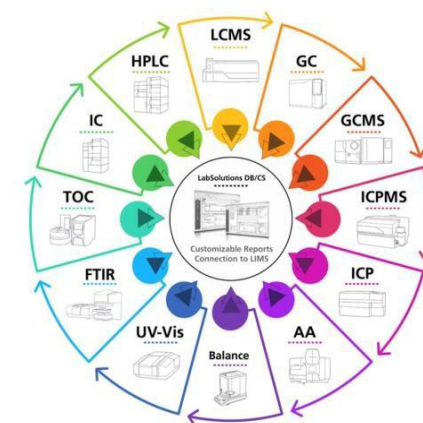 LCMS
GC
GCMS
ICPMS
ICP
AA
Balance
UV-Vis
FTIR
TOC
IC
HPLC
LabSolutions DB/CS
Customizable Reports
Connection to LIMS